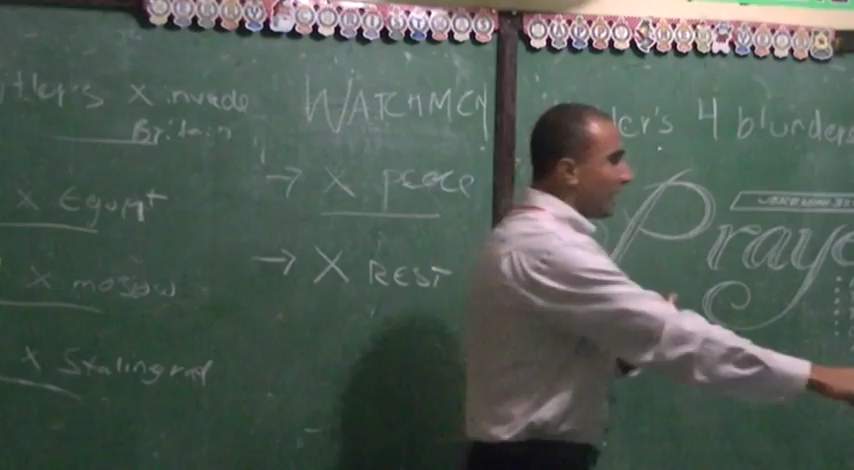 itler's X invade
Britain
X Egypt
X moscow
X Stalingrad
WATCHMEN
→ X peace
→ X REST
ler's 4 blunders
Praye